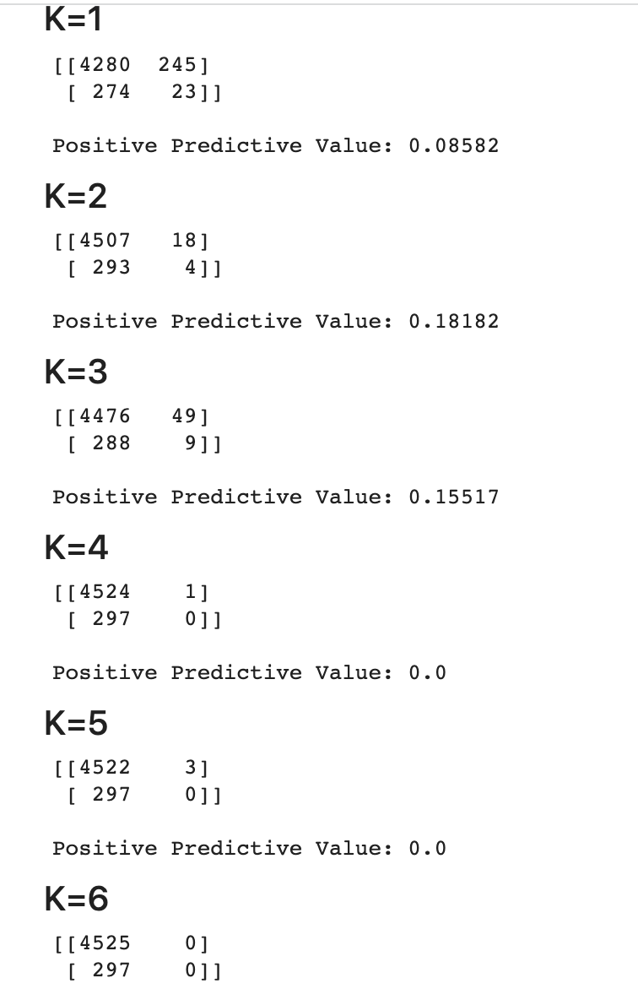 K=1
[[4280  245]
 [ 274   23]]
Positive Predictive Value: 0.08582
K=2
[[4507   18]
 [ 293    4]]
Positive Predictive Value: 0.18182
K=3
[[4476   49]
 [ 288    9]]
Positive Predictive Value: 0.15517
K=4
[[4524    1]
 [ 297    0]]
Positive Predictive Value: 0.0
K=5
[[4522    3]
 [ 297    0]]
Positive Predictive Value: 0.0
K=6
[[4525    0]
 [ 297    0]]